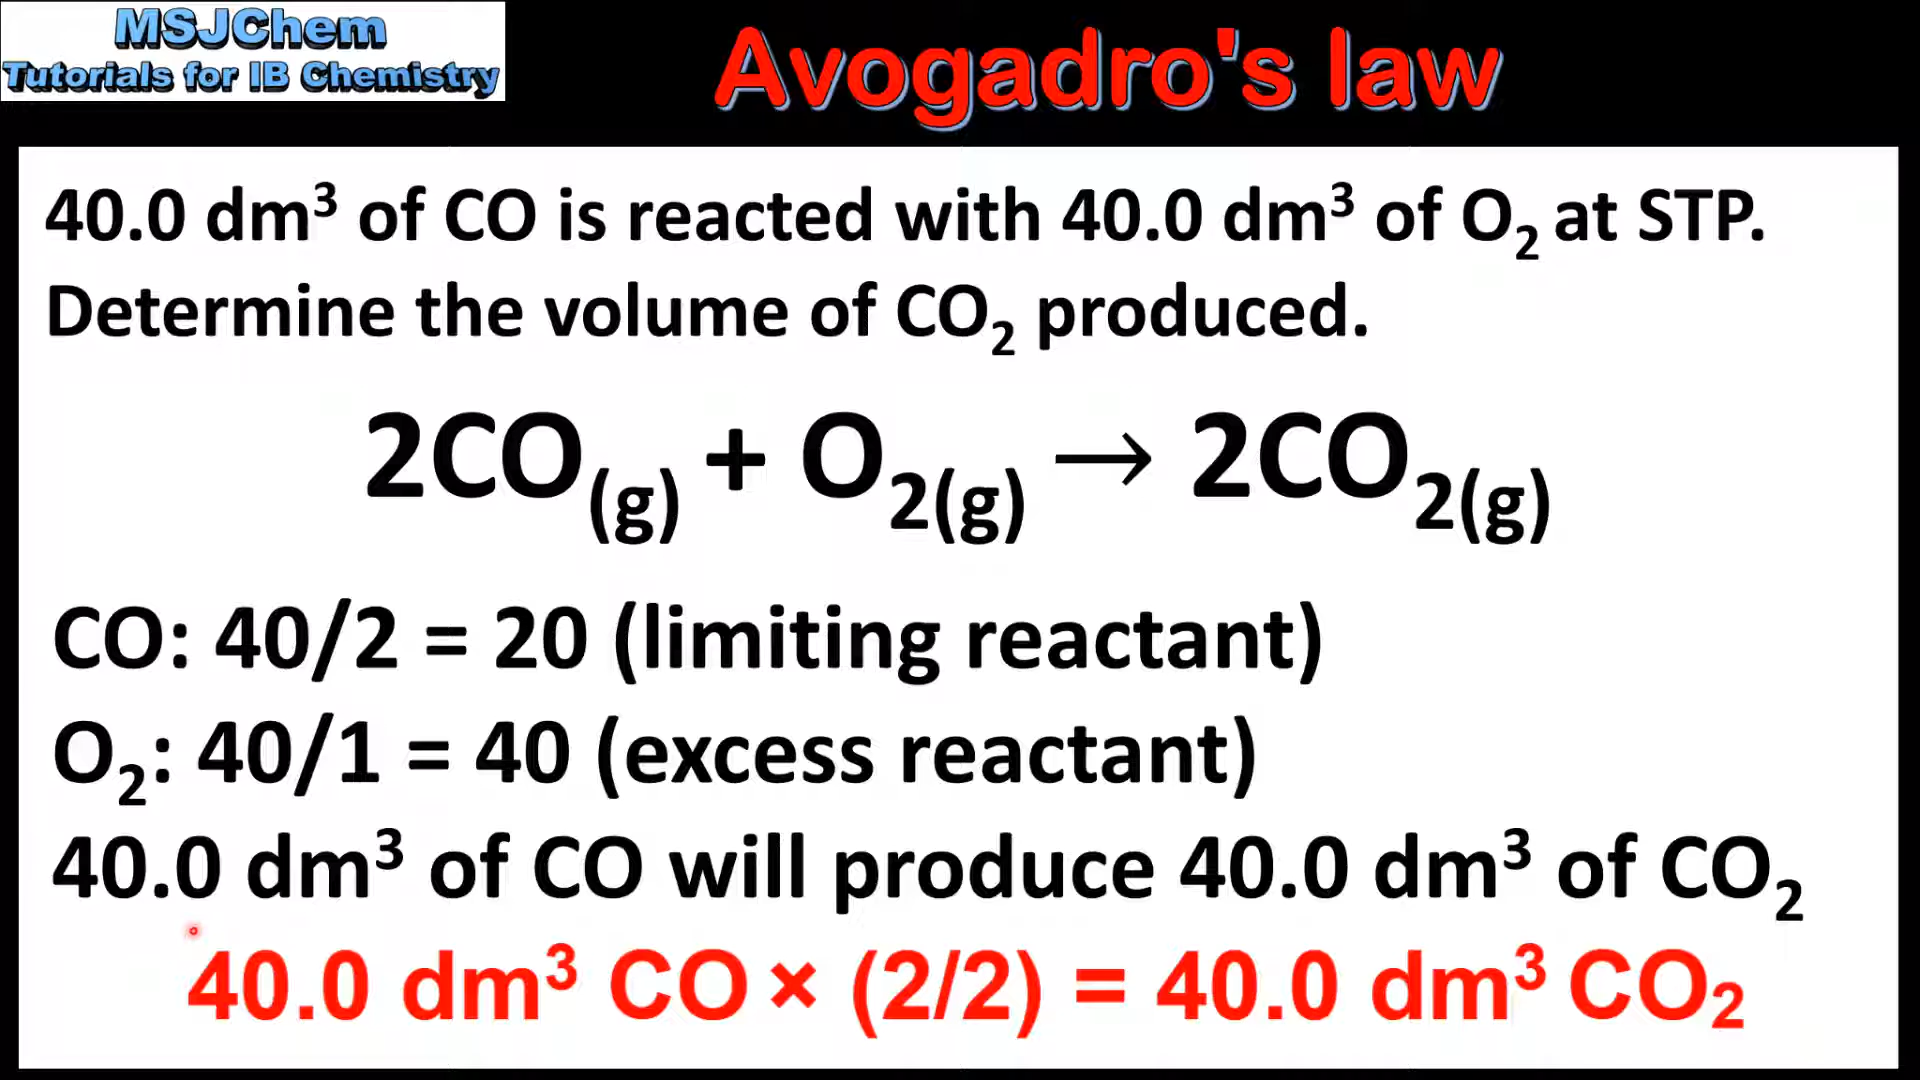 MSJChem
Tutorials for IB Chemistry
Avogadro's law
40.0 dm³ of CO is reacted with 40.0 dm³ of O₂ at STP.
Determine the volume of CO₂ produced.
2CO₍g₎ + O₂₍g₎ → 2CO₂₍g₎
CO: 40/2 = 20 (limiting reactant)
O₂: 40/1 = 40 (excess reactant)
40.0 dm³ of CO will produce 40.0 dm³ of CO₂
40.0 dm³ CO × (2/2) = 40.0 dm³ CO₂